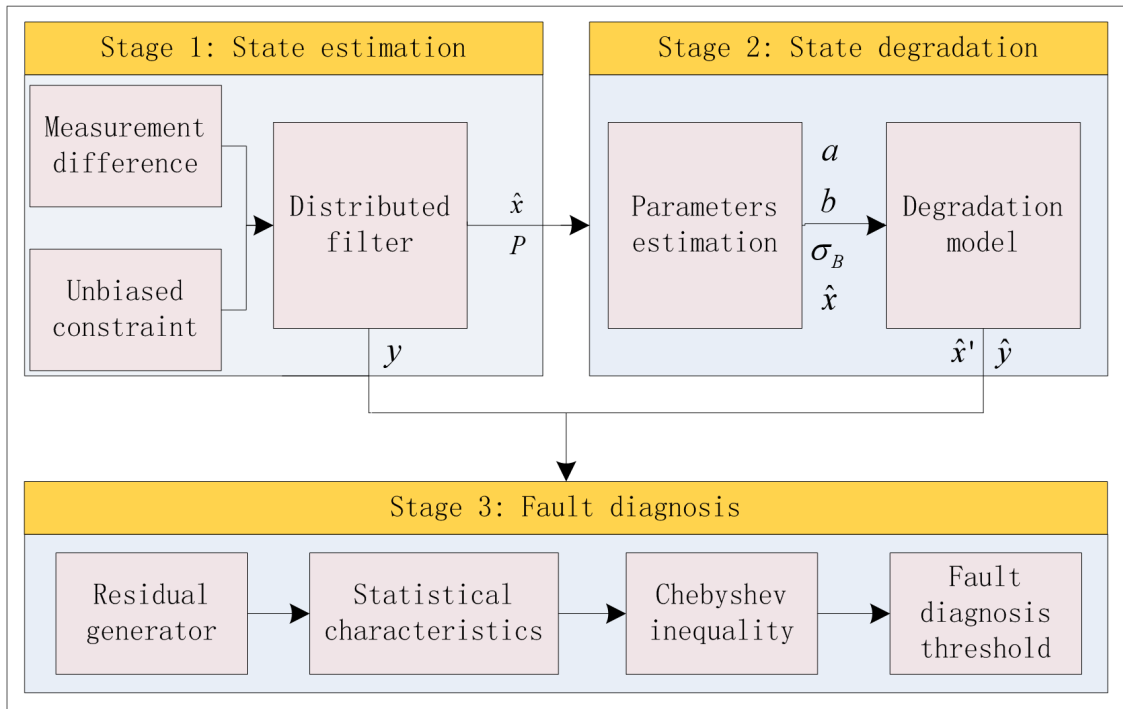 Stage 1: State estimation
Measurement
difference
Unbiased
constraint
Distributed
filter
x̂
P
y
Stage 2: State degradation
Parameters
estimation
a
b
σ_B
x̂
Degradation
model
x̂' ŷ
Stage 3: Fault diagnosis
Residual
generator
Statistical
characteristics
Chebyshev
inequality
Fault
diagnosis
threshold